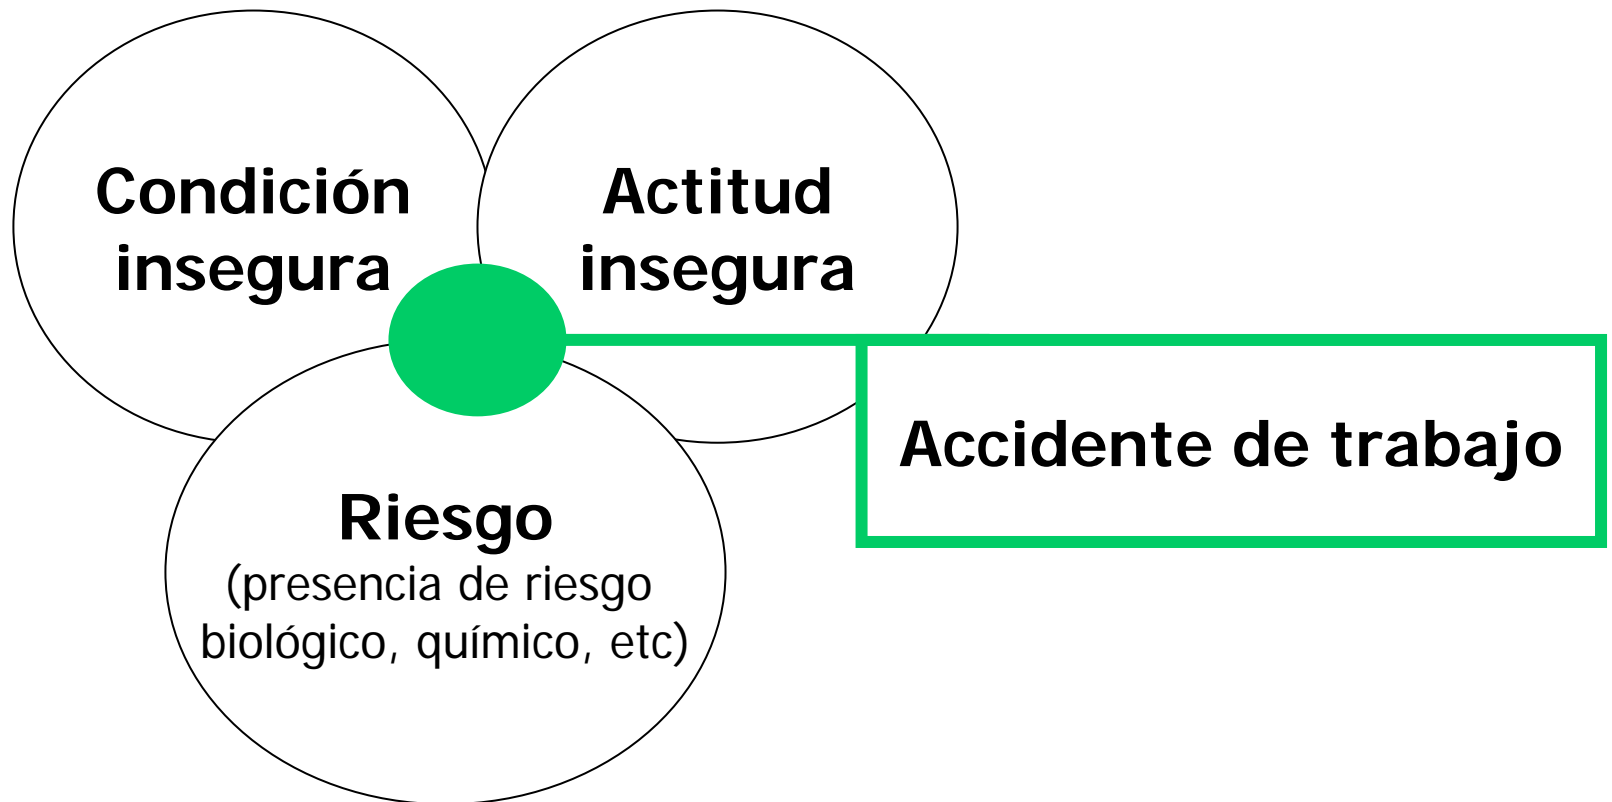 Condición
insegura
Actitud
insegura
Accidente de trabajo
Riesgo
(presencia de riesgo
biológico, químico, etc)